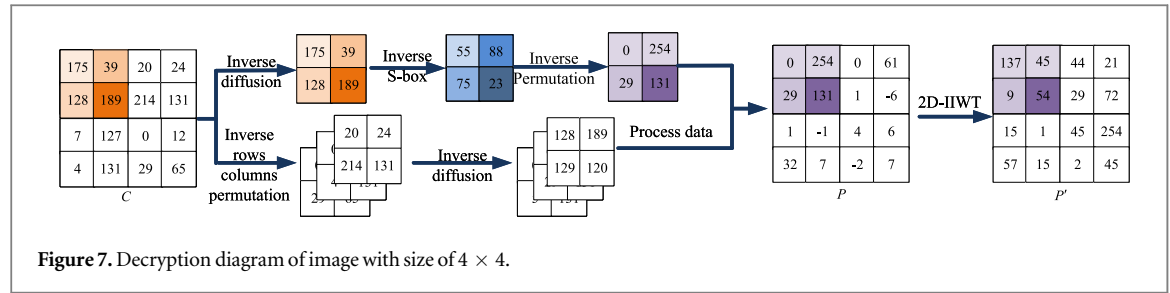 175 39 20 24
128 189 214 131
7 127 0 12
4 131 29 65
C
Inverse
diffusion
175 39
128 189
Inverse
S-box
55 88
75 23
Inverse
Permutation
0 254
29 131
Inverse
rows
columns
permutation
20 24
214 131
Inverse
diffusion
128 189
129 120
Process data
0 254 0 61
29 131 1 -6
1 -1 4 6
32 7 -2 7
P
2D-IIWT
137 45 44 21
9 54 29 72
15 1 45 254
57 15 2 45
P'
Figure 7. Decryption diagram of image with size of 4 × 4.